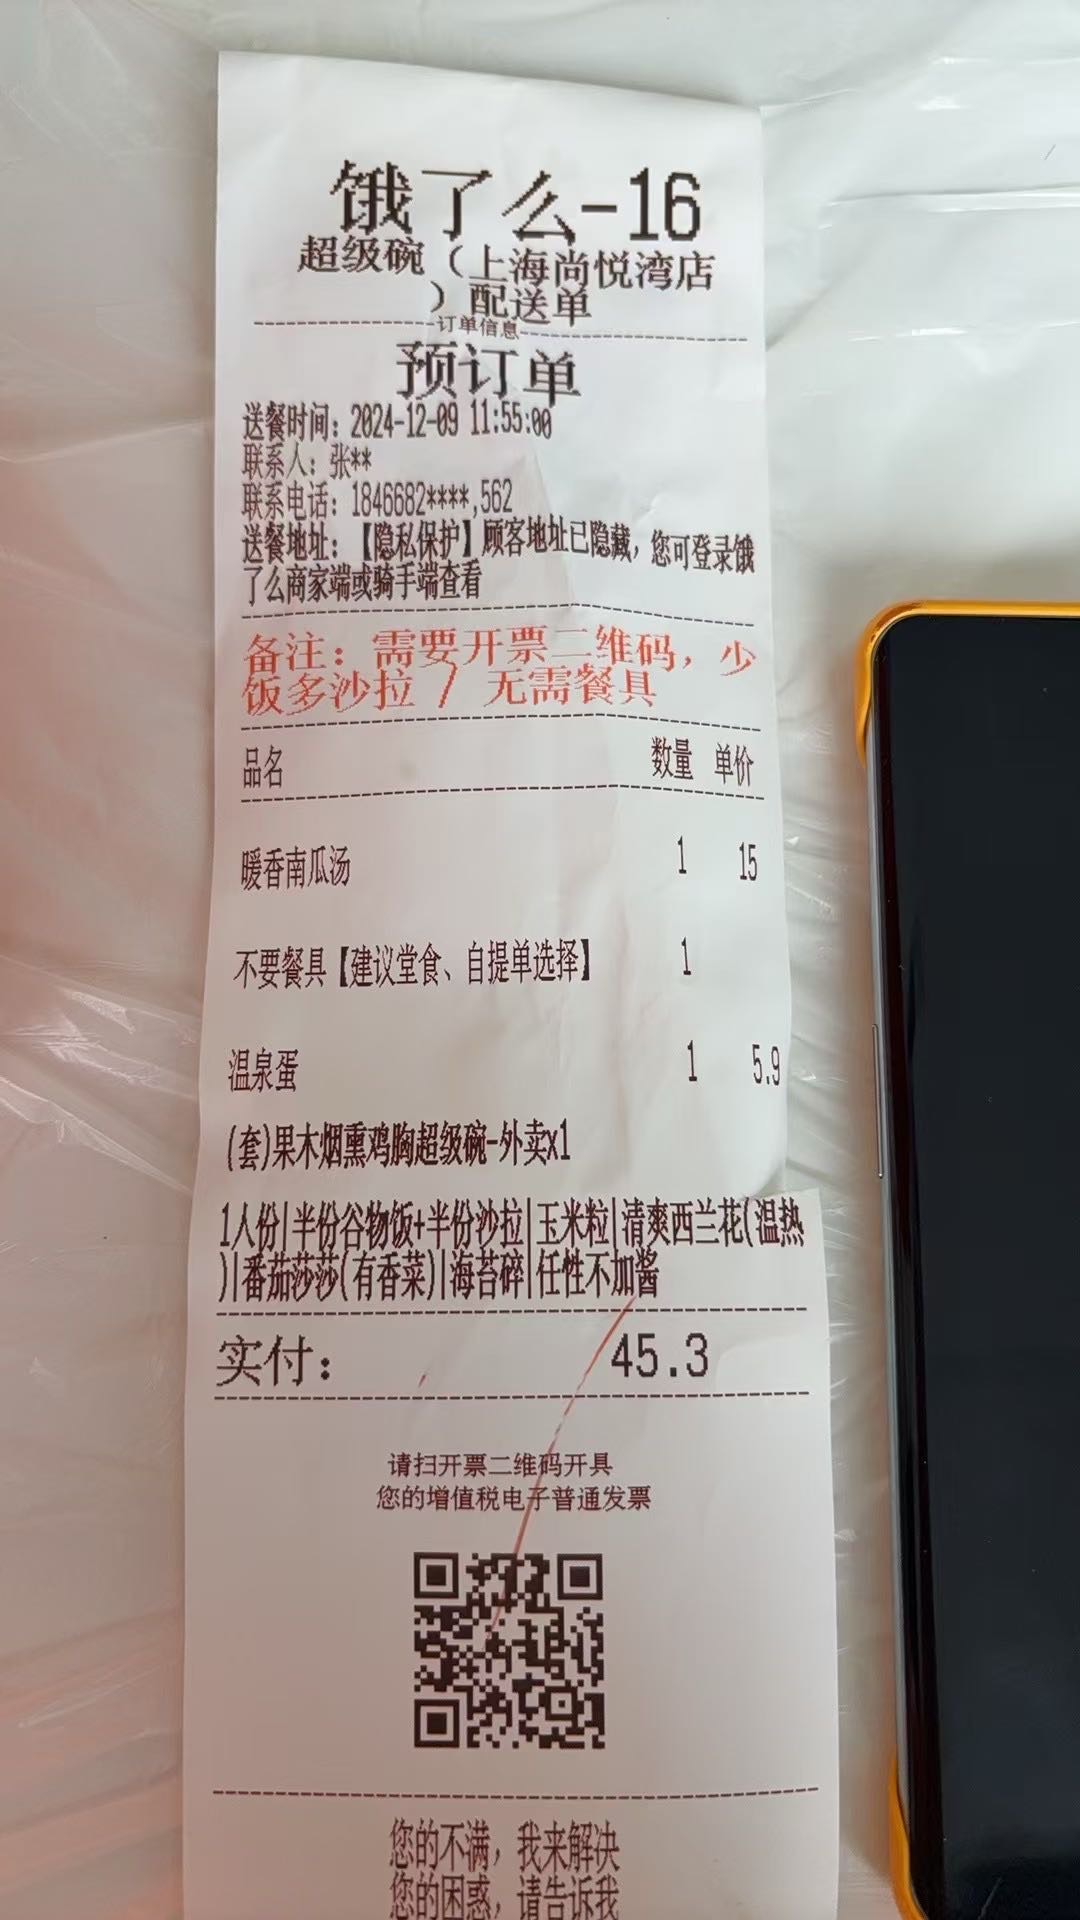 饿了么-16
超级碗（上海尚悦湾店
）配送单
订单信息
预订单
送餐时间：2024-12-09 11:55:00
联系人：张**
联系电话：1846682****,562
送餐地址：【隐私保护】顾客地址已隐藏，您可登录饿
了么商家端或骑手端查看
备注：需要开票二维码，少
饭多沙拉 / 无需餐具
品名 数量 单价
暖香南瓜汤 1 15
不要餐具【建议堂食、自提单选择】 1
温泉蛋 1 5.9
(套)果木烟熏鸡胸超级碗-外卖x1
1人份|半份谷物饭+半份沙拉|玉米粒|清爽西兰花(温热
)|番茄莎莎(有香菜)|海苔碎|任性不加酱
实付： 45.3
请扫开票二维码开具
您的增值税电子普通发票
您的不满，我来解决
您的困惑，请告诉我